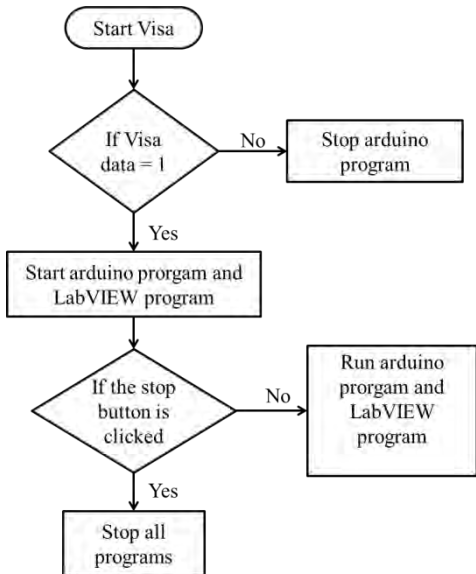 Start Visa
If Visa
data = 1
No
Stop arduino
program
Yes
Start arduino prorgam and
LabVIEW program
If the stop
button is
clicked
No
Run arduino
prorgam and
LabVIEW
program
Yes
Stop all
programs